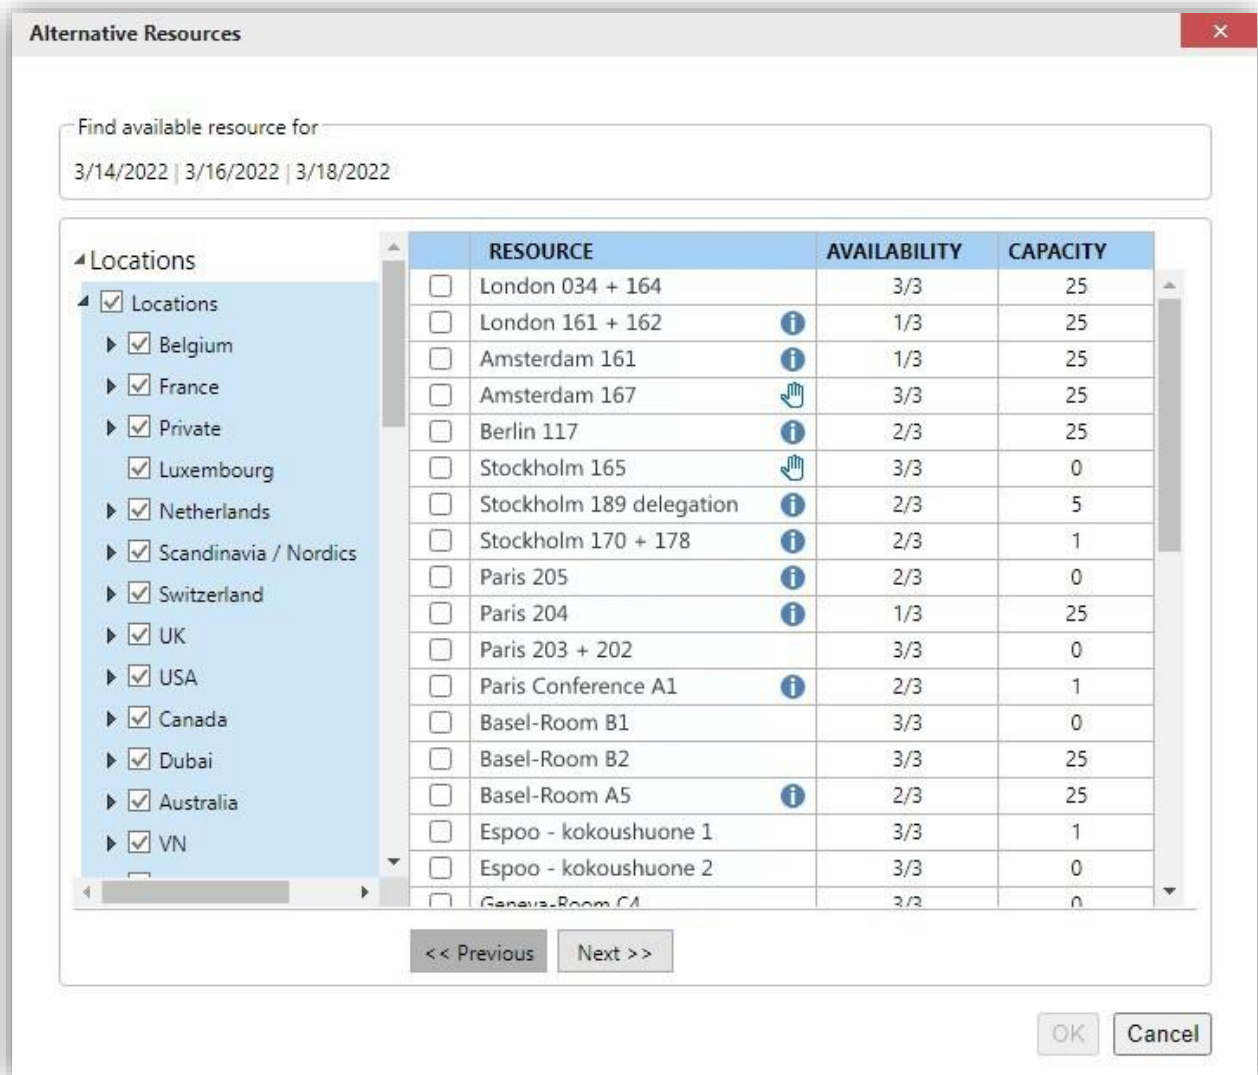 Alternative Resources
Find available resource for
3/14/2022 | 3/16/2022 | 3/18/2022
Locations
Locations
Belgium
France
Private
Luxembourg
Netherlands
Scandinavia / Nordics
Switzerland
UK
USA
Canada
Dubai
Australia
VN
RESOURCE AVAILABILITY CAPACITY
London 034 + 164 3/3 25
London 161 + 162 1/3 25
Amsterdam 161 1/3 25
Amsterdam 167 3/3 25
Berlin 117 2/3 25
Stockholm 165 3/3 0
Stockholm 189 delegation 2/3 5
Stockholm 170 + 178 2/3 1
Paris 205 2/3 0
Paris 204 1/3 25
Paris 203 + 202 3/3 0
Paris Conference A1 2/3 1
Basel-Room B1 3/3 0
Basel-Room B2 3/3 25
Basel-Room A5 2/3 25
Espoo - kokoushuone 1 3/3 1
Espoo - kokoushuone 2 3/3 0
Geneva-Room C4 3/3 0
<< Previous Next >>
OK Cancel